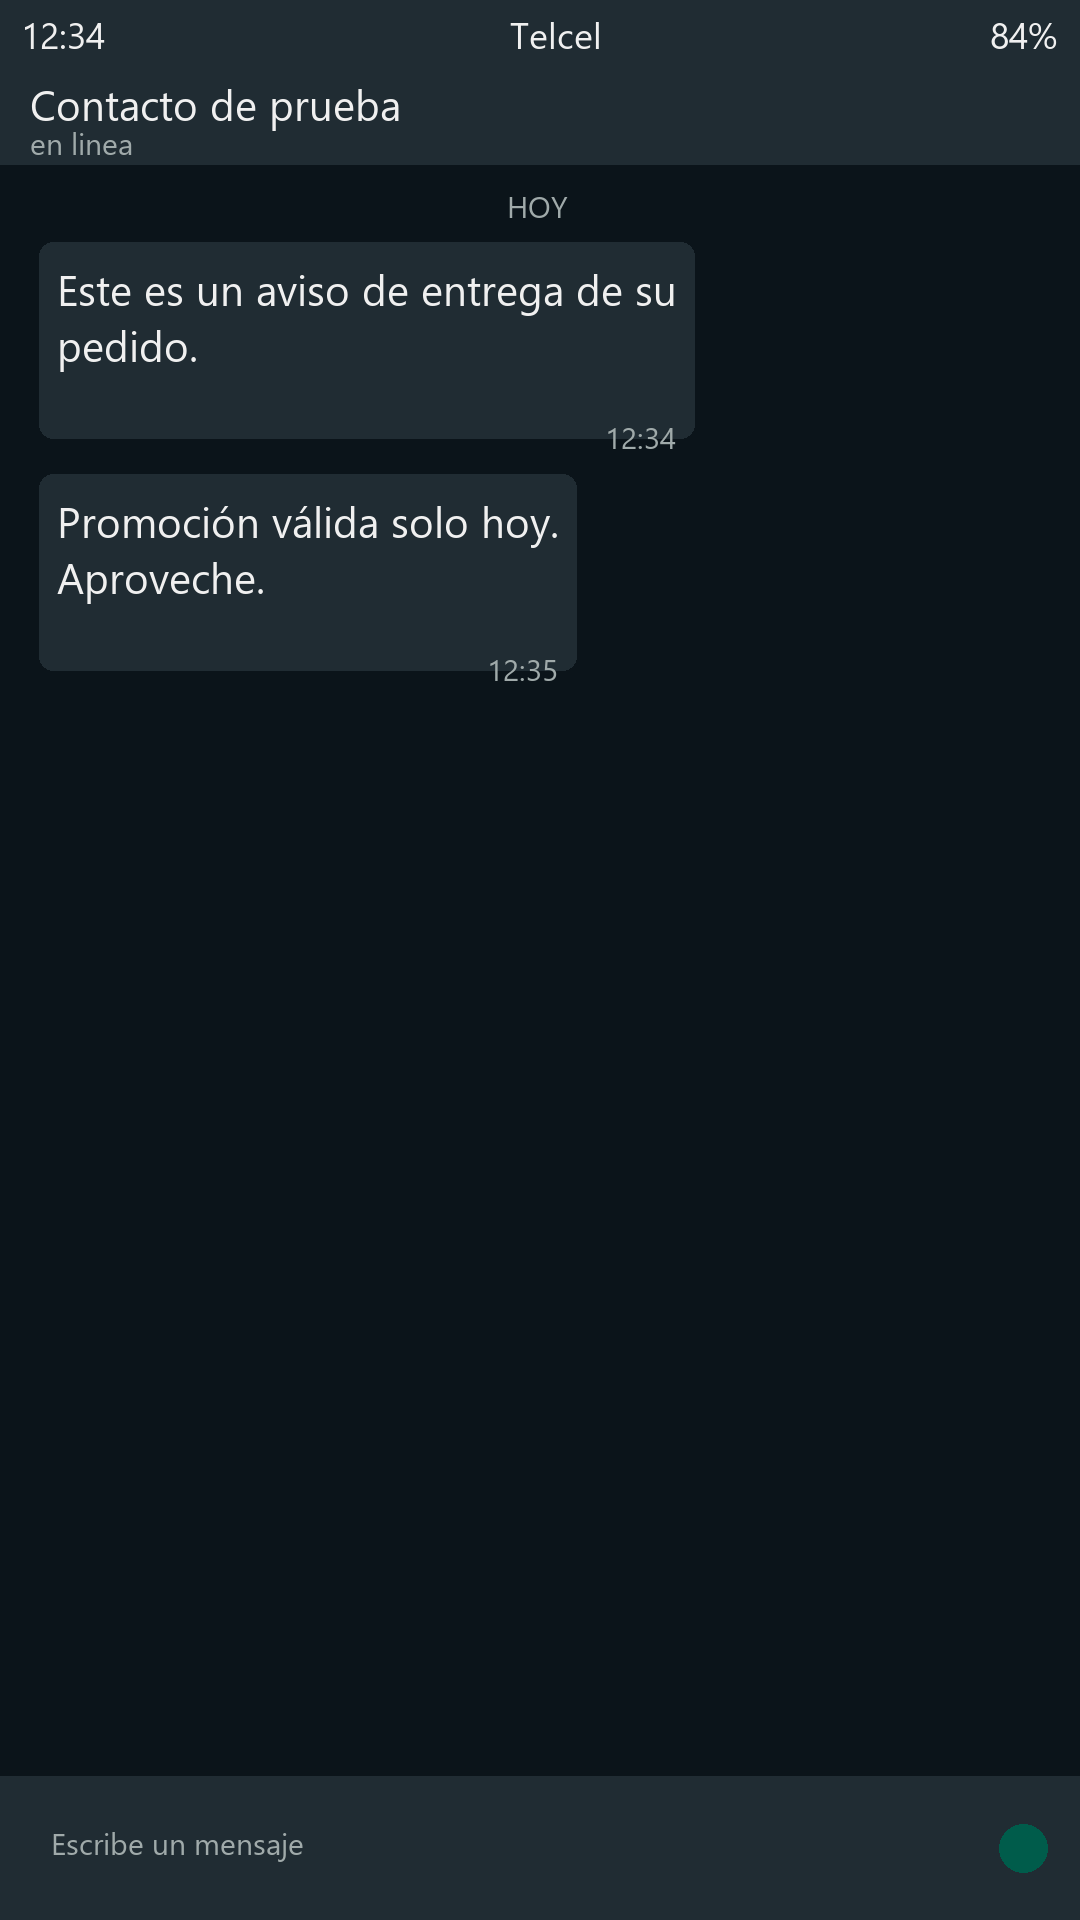 12:34 Telcel 84%
Contacto de prueba
en linea
HOY
Este es un aviso de entrega de su
pedido.
12:34
Promoción válida solo hoy.
Aproveche.
12:35
Escribe un mensaje